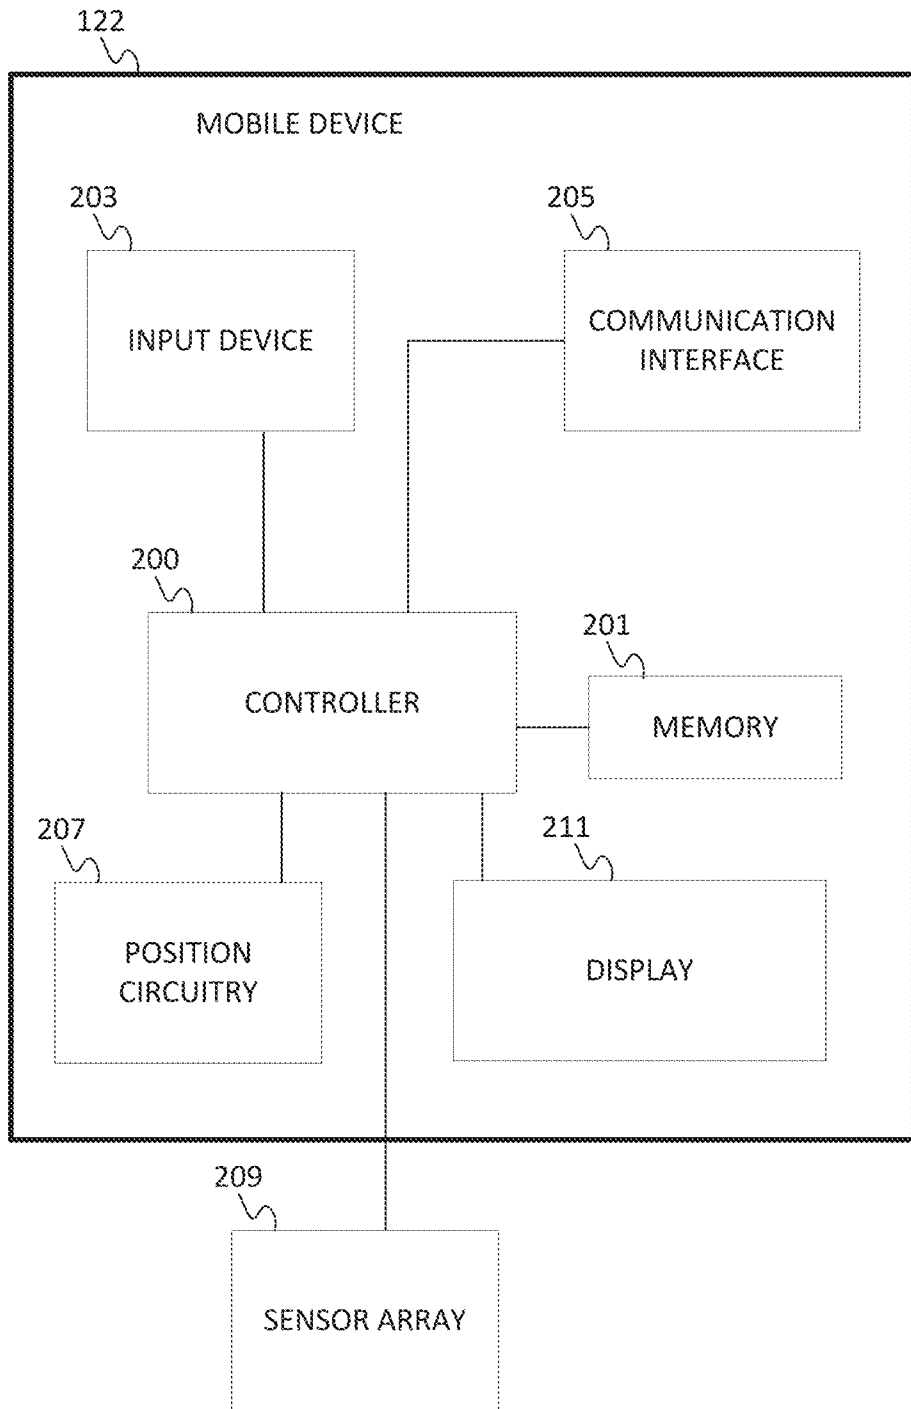 122
MOBILE DEVICE
203
205
INPUT DEVICE
COMMUNICATION
INTERFACE
200
201
CONTROLLER
MEMORY
207
211
POSITION
CIRCUITRY
DISPLAY
209
SENSOR ARRAY